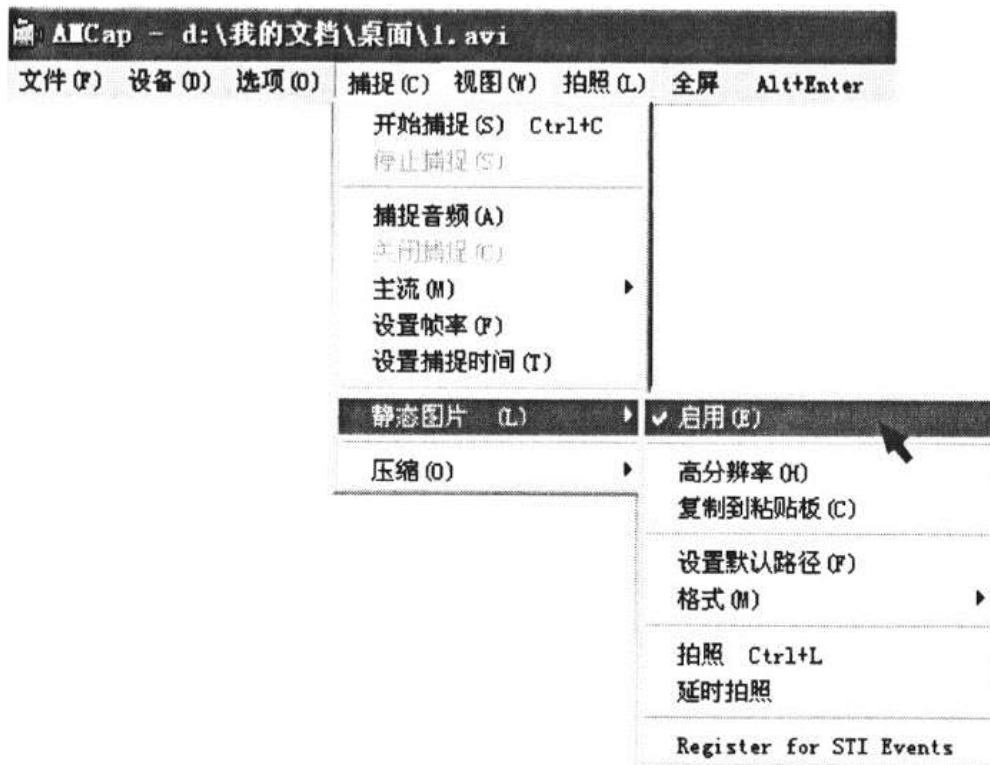 AMCap - d:\我的文档\桌面\1.avi
文件(F) 设备(D) 选项(O) 捕捉(C) 视图(W) 拍照(L) 全屏 Alt+Enter
开始捕捉(S) Ctrl+C
停止捕捉(S)
捕捉音频(A)
关闭捕捉(C)
主流(M)
设置帧率(F)
设置捕捉时间(T)
静态图片 (L)
启用(E)
压缩(O)
高分辨率(H)
复制到粘贴板(C)
设置默认路径(F)
格式(M)
拍照 Ctrl+L
延时拍照
Register for STI Events